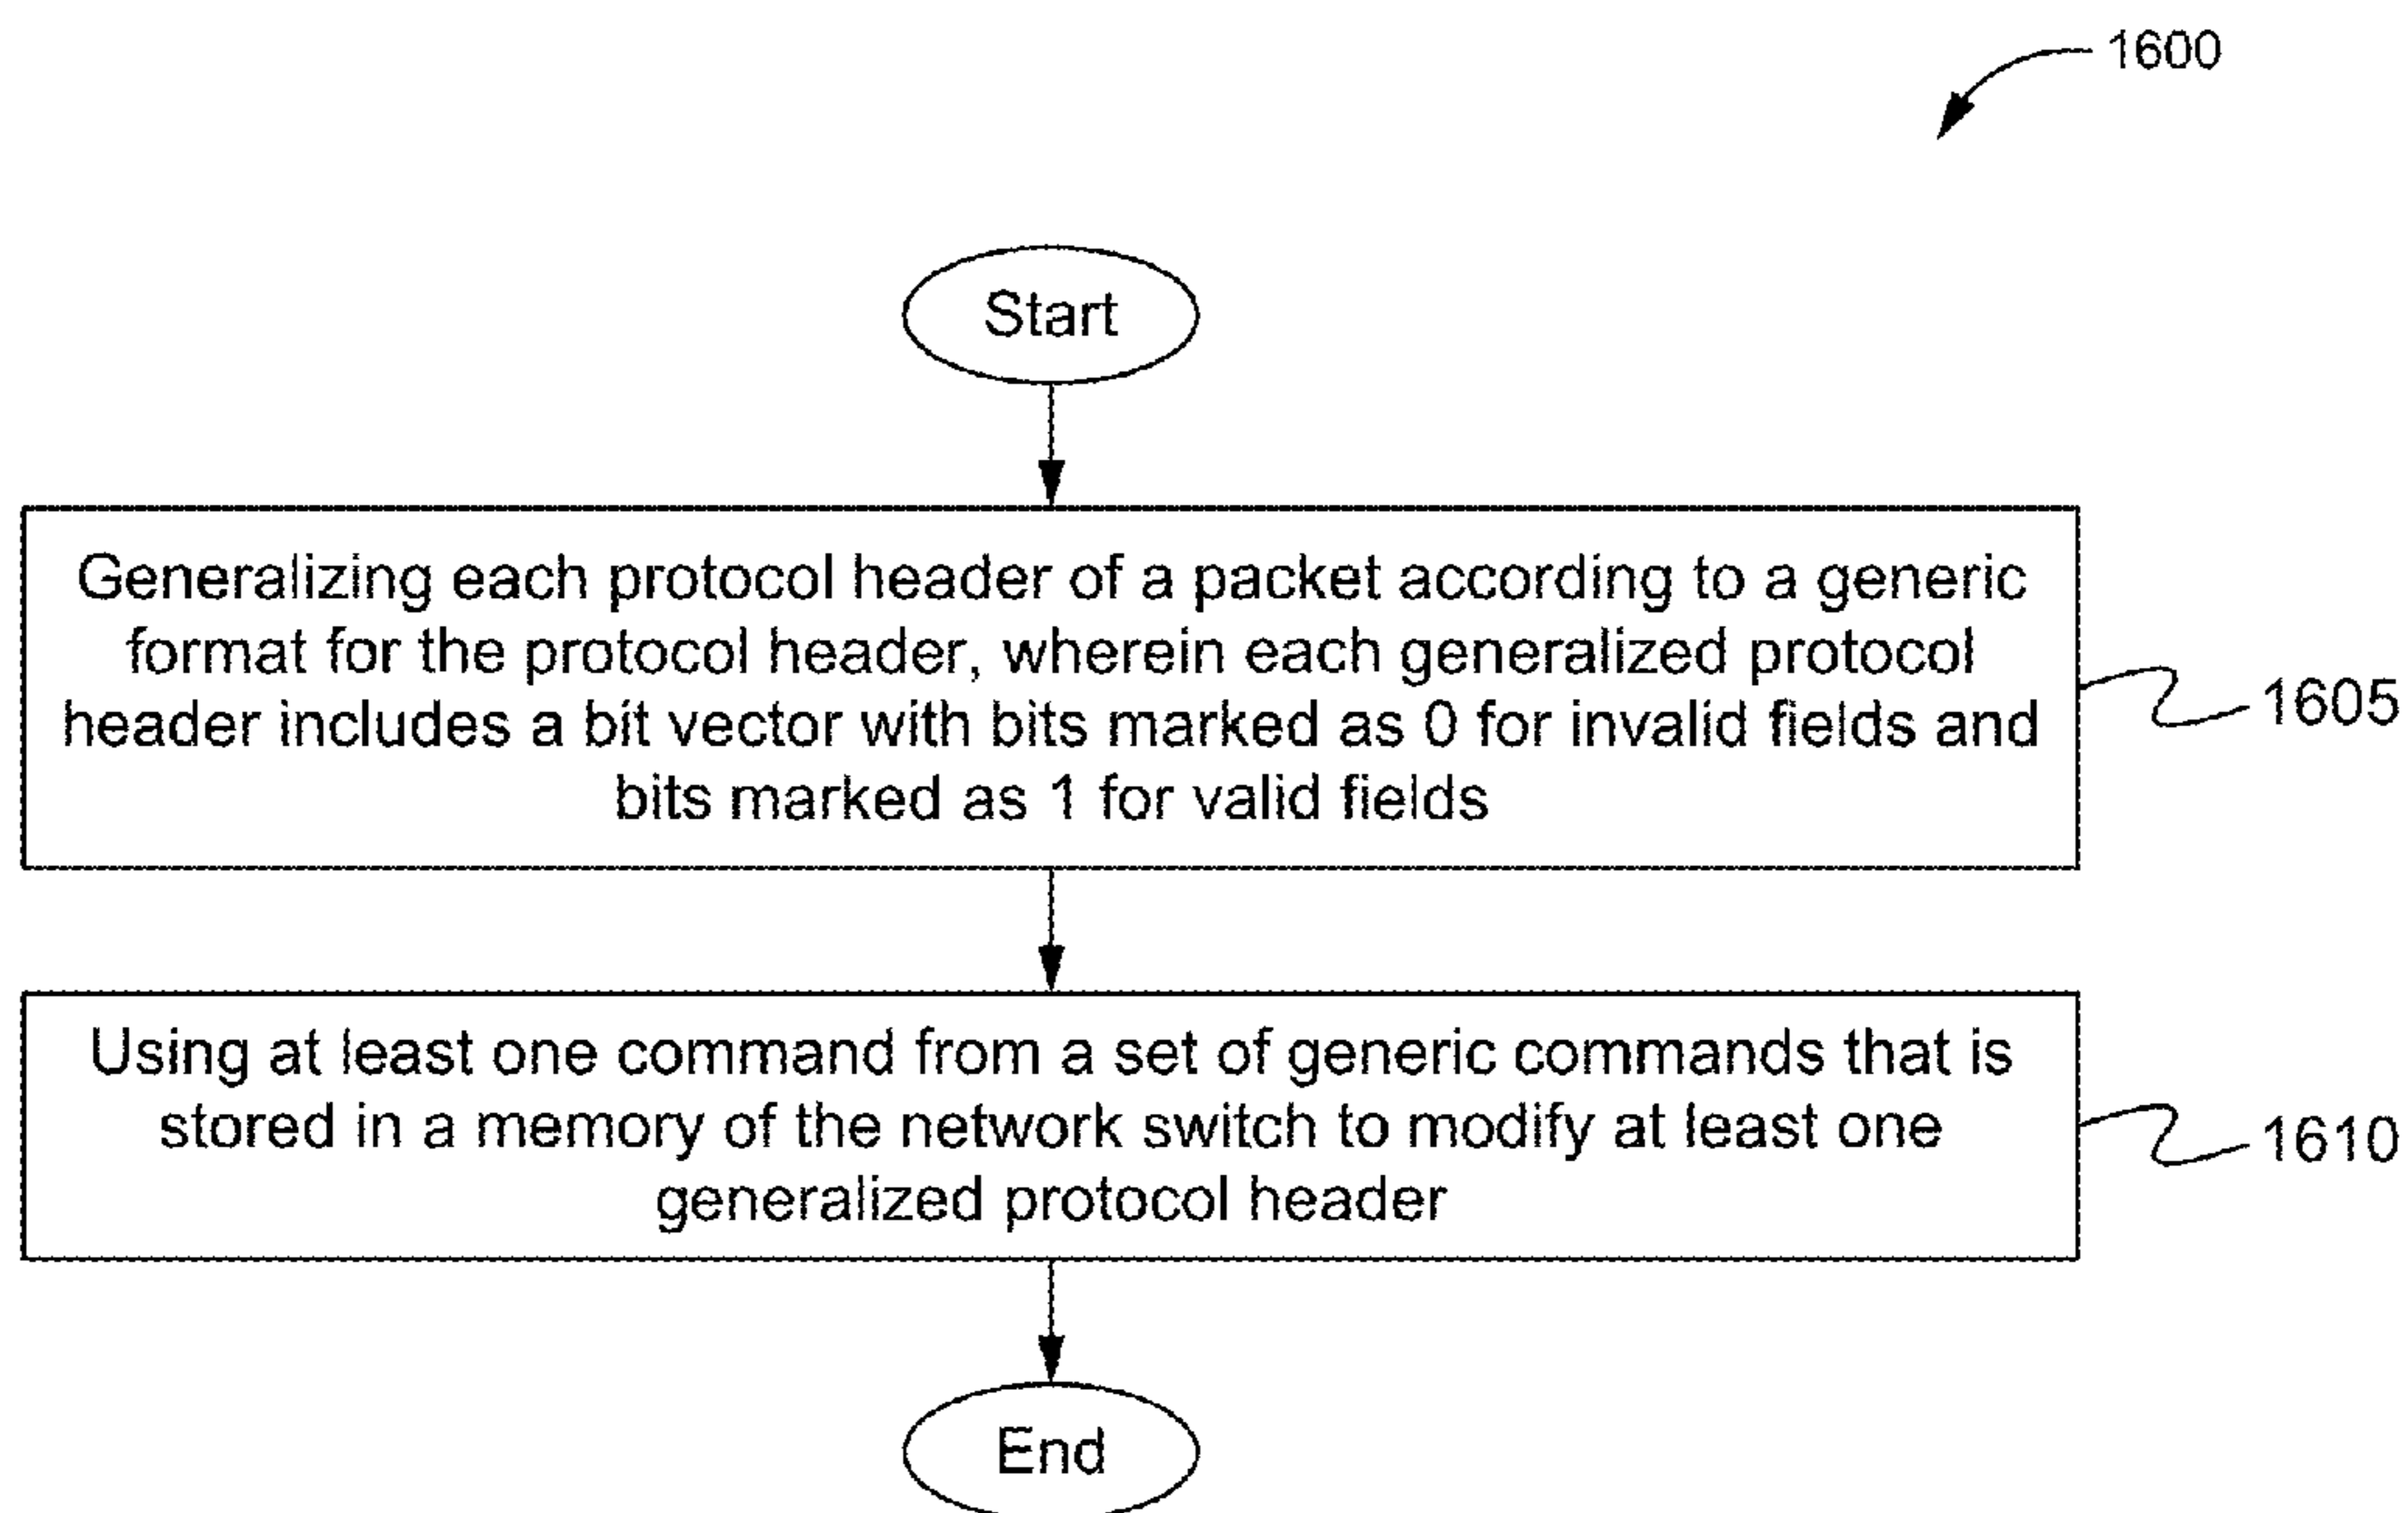 1600
Start
Generalizing each protocol header of a packet according to a generic
format for the protocol header, wherein each generalized protocol
header includes a bit vector with bits marked as 0 for invalid fields and
bits marked as 1 for valid fields
1605
Using at least one command from a set of generic commands that is
stored in a memory of the network switch to modify at least one
generalized protocol header
1610
End